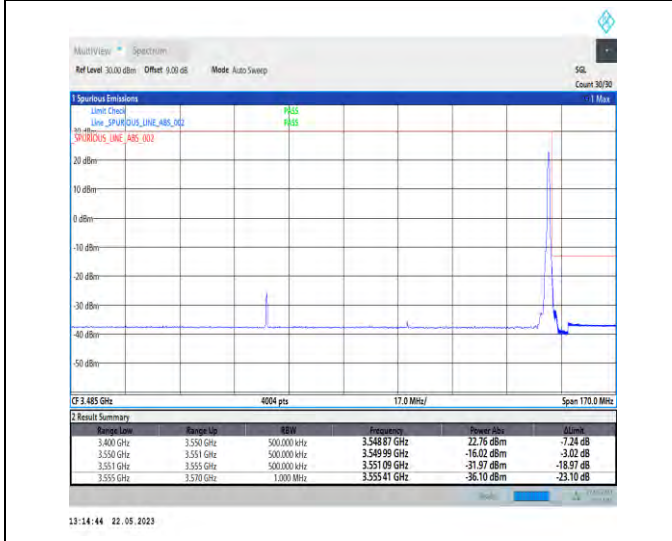 MultiView Spectrum
Ref Level 30.00 dBm Offset 9.00 dB Mode Auto Sweep SGL
Count 30/30
1 Spurious Emissions 1 Max
Limit Check PASS
Line _SPURIOUS_LINE_ABS_002 PASS
30 dBm
_SPURIOUS_LINE_ABS_002
20 dBm
10 dBm
0 dBm
-10 dBm
-20 dBm
-30 dBm
-40 dBm
-50 dBm
CF 3.485 GHz 4004 pts 17.0 MHz/ Span 170.0 MHz
2 Result Summary
Range Low Range Up RBW Frequency Power Abs ΔLimit
3.400 GHz 3.550 GHz 500.000 kHz 3.54887 GHz 22.76 dBm -7.24 dB
3.550 GHz 3.551 GHz 500.000 kHz 3.54999 GHz -16.02 dBm -3.02 dB
3.551 GHz 3.555 GHz 500.000 kHz 3.55109 GHz -31.97 dBm -18.97 dB
3.555 GHz 3.570 GHz 1.000 MHz 3.55541 GHz -36.10 dBm -23.10 dB
13:14:44 22.05.2023